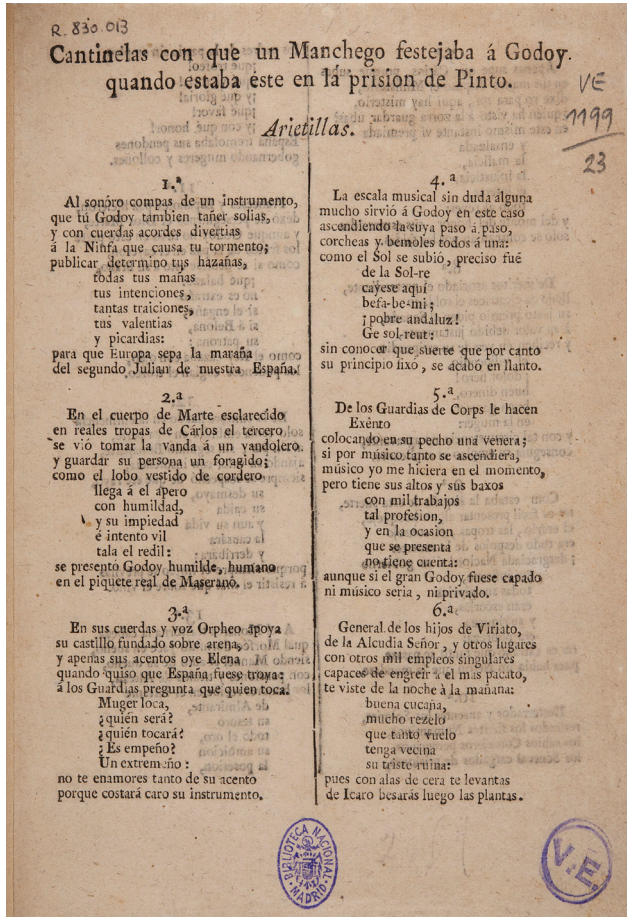 R. 830.013
Cantinelas con que un Manchego festejaba á Godoy.
quando estaba éste en la prision de Pinto.
VE
1199
23
Arietillas.
1.ª
Al sonóro compas de un instrumento,
que tú Godoy tambien tañer solias,
y con cuerdas acordes divertias
á la Ninfa que causa tu tormento;
publicar determino tus hazañas,
todas tus mañas
tus intenciones,
tantas traiciones,
tus valentias
y picardias:
para que Europa sepa la maraña
del segundo Julian de nuestra España.
2.ª
En el cuerpo de Marte esclarecido
en reales tropas de Cárlos el tercero
se vió tomar la vanda á un vandolero
y guardar su persona un foragido;
como el lobo vestido de cordero
llega á el apero
con humildad,
y su impiedad
é intento vil
tala el redil:
se presentó Godoy humilde, humano
en el piquete real de Maserano.
3.ª
En sus cuerdas y voz Orpheo apoya
su castillo fundado sobre arena,
y apenas sus acentos oye Elena
quando quiso que España fuese troya:
á los Guardias pregunta que quien toca.
Muger loca,
¿quién será?
¿quién tocará?
¿Es empeño?
Un extremeño:
no te enamores tanto de su acento
porque costará caro su instrumento.
4.ª
La escala musical sin duda alguna
mucho sirvió á Godoy en este caso
ascendiendo la suya paso á paso,
corcheas y bemoles todos á una:
como el Sol se subió, preciso fué
de la Sol-re
cayese aquí
befa-be-mi;
¡pobre andaluz!
Ge sol-reut:
sin conocer que suerte que por canto
su principio fixó, se acabó en llanto.
5.ª
De los Guardias de Corps le hacen
Exênto
colocando en su pecho una venera;
si por músico tanto se ascendiera,
músico yo me hiciera en el momento,
pero tiene sus altos y sus baxos
con mil trabajos
tal profesion,
y en la ocasion
que se presenta
no tiene cuenta:
aunque si el gran Godoy fuese capado
ni músico seria, ni privado.
6.ª
General de los hijos de Viriato,
de la Alcudia Señor, y otros lugares
con otros mil empleos singulares
capaces de engreir á el mas pacato,
te viste de la noche á la mañana:
buena cucaña,
mucho rezelo
que tanto vuelo
tenga vecina
su triste ruina:
pues con alas de cera te levantas
de Icaro besarás luego las plantas.
BIBLIOTECA NACIONAL
MADRID
V.E.